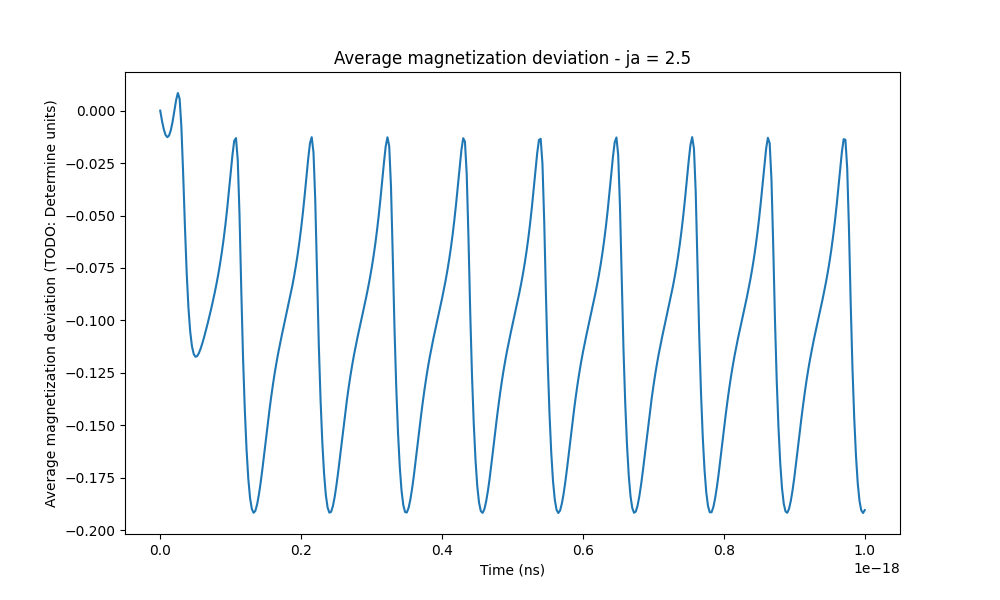 Average magnetization deviation - ja = 2.5
Average magnetization deviation (TODO: Determine units)
0.000
−0.025
−0.050
−0.075
−0.100
−0.125
−0.150
−0.175
−0.200
0.0 0.2 0.4 0.6 0.8 1.0
1e−18
Time (ns)